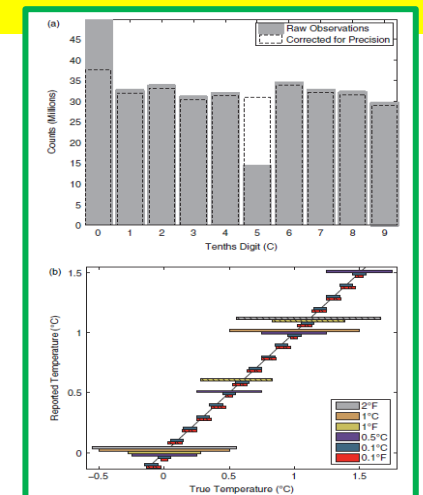 (a)
Raw Observations
Corrected for Precision
45
40
35
30
25
20
15
10
5
0
Counts (Millions)
0 1 2 3 4 5 6 7 8 9
Tenths Digit (C)
(b)
1.5
1
0.5
0
Reported Temperature (°C)
2°F
1°C
1°F
0.5°C
0.1°C
0.1°F
−0.5 0 0.5 1 1.5
True Temperature (°C)